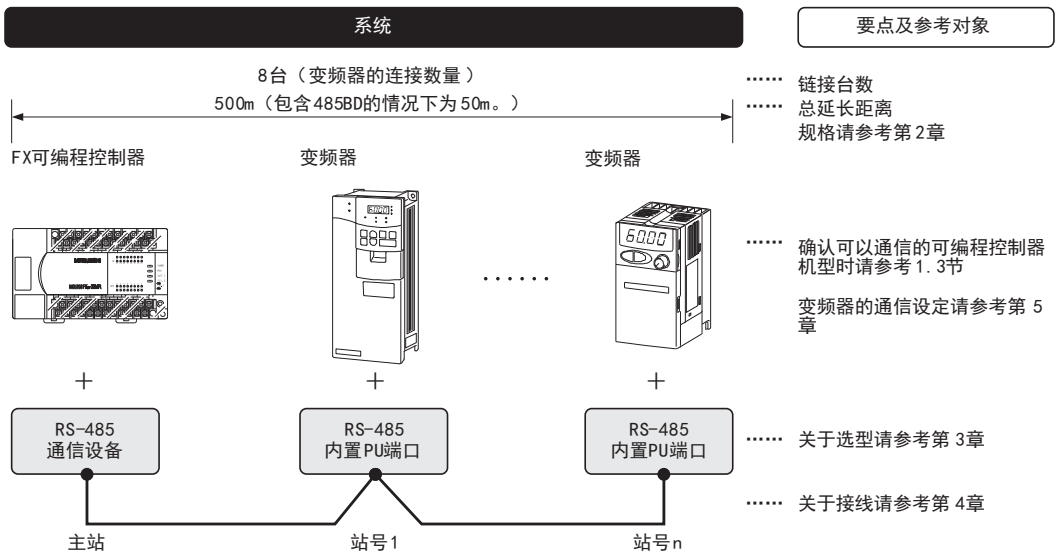 系统
要点及参考对象
8台（变频器的连接数量）
500m（包含485BD的情况下为50m。）
…… 链接台数
…… 总延长距离
规格请参考第2章
FX可编程控制器
变频器
变频器
MITSUBISHI
60.00
······
…… 确认可以通信的可编程控制器
机型时请参考1.3节
变频器的通信设定请参考第 5
章
+
+
+
RS-485
通信设备
RS-485
内置PU端口
RS-485
内置PU端口
…… 关于选型请参考第 3章
…… 关于接线请参考第 4章
主站
站号1
站号n